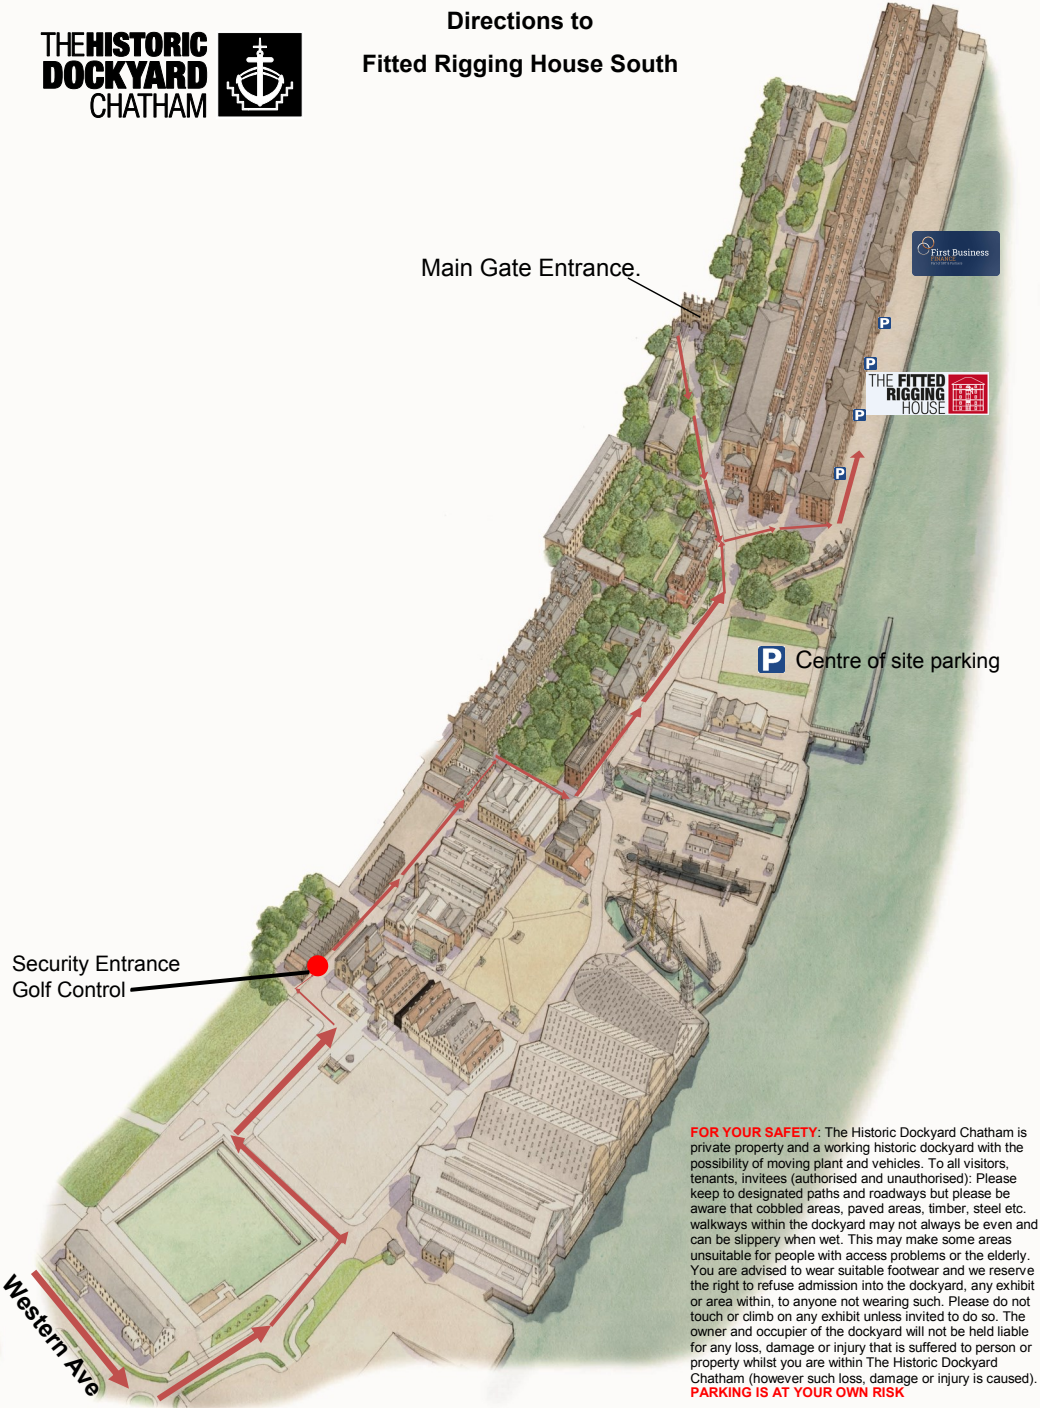 Directions to
Fitted Rigging House South
THE HISTORIC
DOCKYARD
CHATHAM
Main Gate Entrance.
First Business
FINANCE
P
P
THE FITTED
RIGGING
HOUSE
P
P
P Centre of site parking
Security Entrance
Golf Control
Western Ave
FOR YOUR SAFETY: The Historic Dockyard Chatham is
private property and a working historic dockyard with the
possibility of moving plant and vehicles. To all visitors,
tenants, invitees (authorised and unauthorised): Please
keep to designated paths and roadways but please be
aware that cobbled areas, paved areas, timber, steel etc.
walkways within the dockyard may not always be even and
can be slippery when wet. This may make some areas
unsuitable for people with access problems or the elderly.
You are advised to wear suitable footwear and we reserve
the right to refuse admission into the dockyard, any exhibit
or area within, to anyone not wearing such. Please do not
touch or climb on any exhibit unless invited to do so. The
owner and occupier of the dockyard will not be held liable
for any loss, damage or injury that is suffered to person or
property whilst you are within The Historic Dockyard
Chatham (however such loss, damage or injury is caused).
PARKING IS AT YOUR OWN RISK